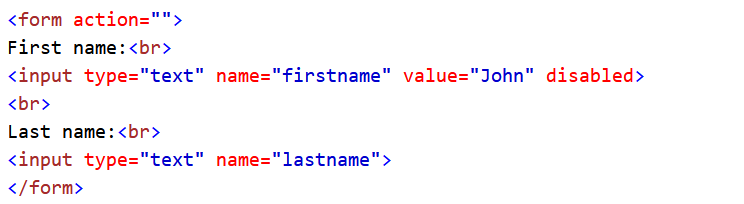 <form action="">
First name:<br>
<input type="text" name="firstname" value="John" disabled>
<br>
Last name:<br>
<input type="text" name="lastname">
</form>